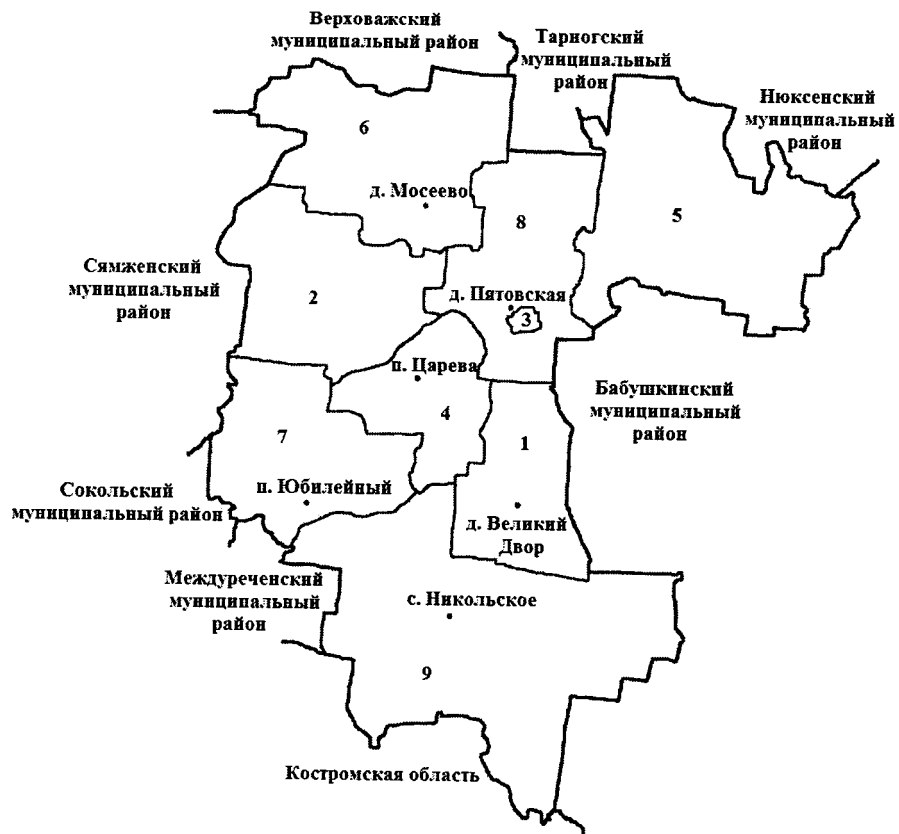 Верховажский
муниципальный район
Тарногский
муниципальный
район
Нюксенский
муниципальный
район
6
д. Мосеево
8
5
Сямженский
муниципальный
район
2
д. Пятовская
3
п. Царева
4
Бабушкинский
муниципальный
район
7
1
Сокольский
муниципальный район
п. Юбилейный
д. Великий
Двор
Междуреченский
муниципальный
район
с. Никольское
9
Костромская область